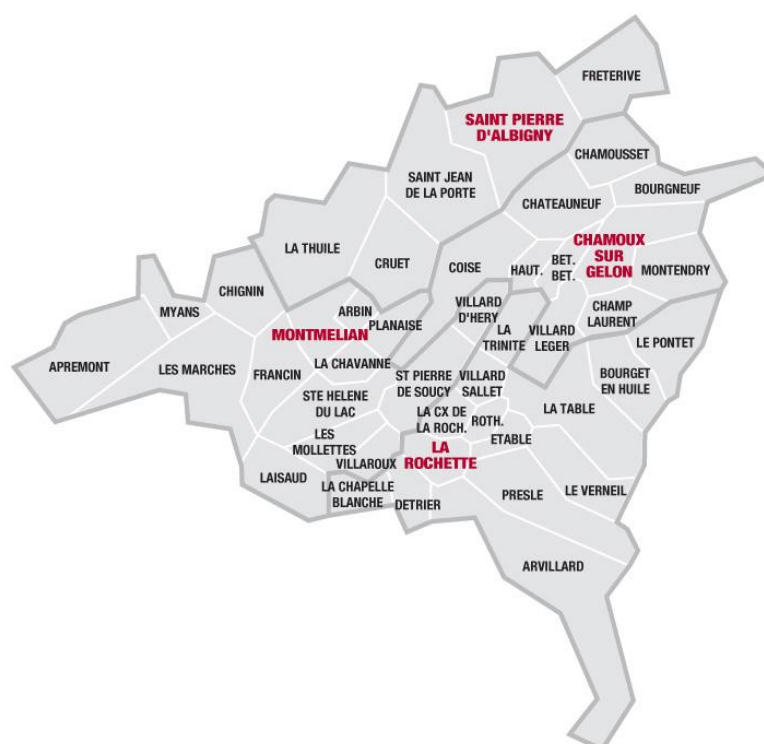 FRETERIVE
SAINT PIERRE
D'ALBIGNY
CHAMOUSSET
SAINT JEAN
DE LA PORTE
BOURGNEUF
CHATEAUNEUF
LA THUILE
CRUET
COISE
HAUT.
BET.
BET.
CHAMOUX
SUR
GELON
MONTENDRY
CHIGNIN
MYANS
ARBIN
PLANAISE
VILLARD
D'HERY
LA
TRINITE
VILLARD
LEGER
CHAMP
LAURENT
MONTMELIAN
LE PONTET
APREMONT
LES MARCHES
FRANCIN
LA CHAVANNE
ST PIERRE
DE SOUCY
VILLARD
SALLET
BOURGET
EN HUILE
STE HELENE
DU LAC
LA CX DE
LA ROCH.
ROTH.
LA TABLE
LES
MOLLETTES
ETABLE
VILLAROUX
LA
ROCHETTE
LAISAUD
LA CHAPELLE
BLANCHE
DETRIER
PRESLE
LE VERNEIL
ARVILLARD